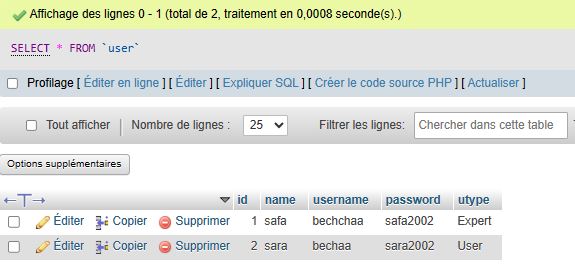 Affichage des lignes 0 - 1 (total de 2, traitement en 0,0008 seconde(s).)
SELECT * FROM `user`
Profilage [ Éditer en ligne ] [ Éditer ] [ Expliquer SQL ] [ Créer le code source PHP ] [ Actualiser ]
Tout afficher | Nombre de lignes : 25 Filtrer les lignes: Chercher dans cette table
Options supplémentaires
←T→ id name username password utype
Éditer Copier Supprimer 1 safa bechchaa safa2002 Expert
Éditer Copier Supprimer 2 sara bechaa sara2002 User